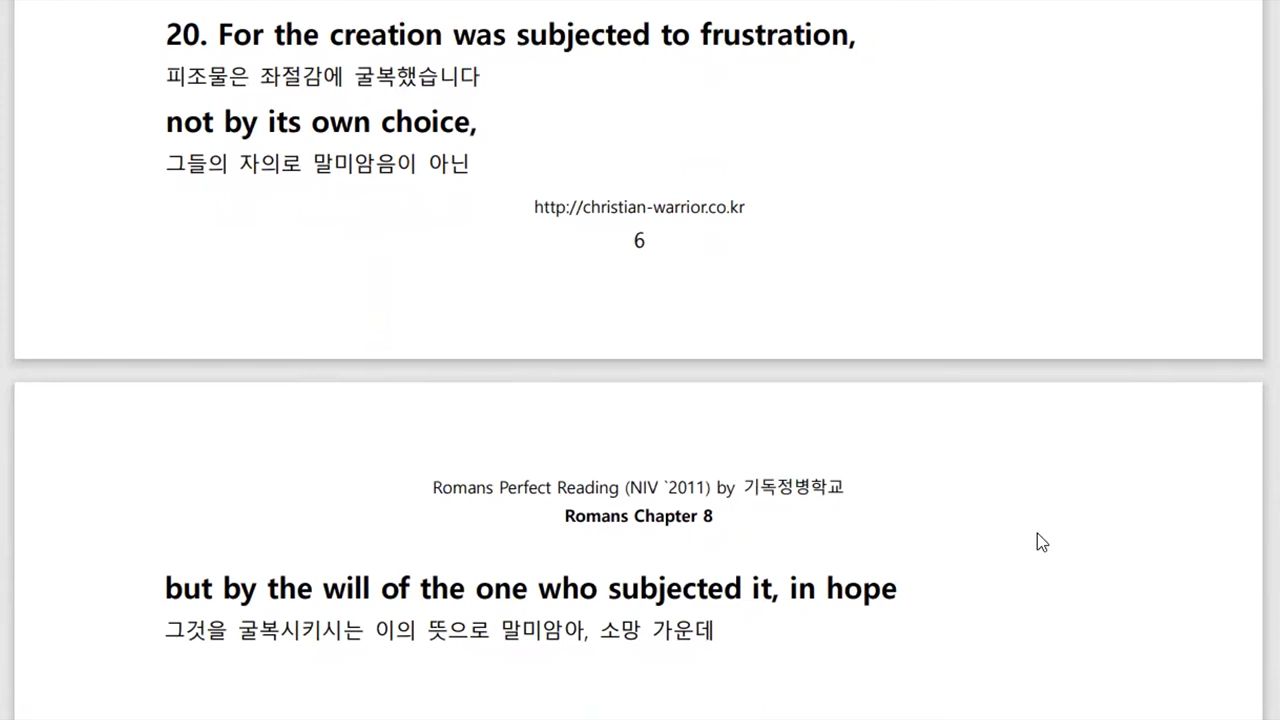 20. For the creation was subjected to frustration,
피조물은 좌절감에 굴복했습니다
not by its own choice,
그들의 자의로 말미암음이 아닌
http://christian-warrior.co.kr
6
Romans Perfect Reading (NIV `2011) by 기독정병학교
Romans Chapter 8
but by the will of the one who subjected it, in hope
그것을 굴복시키시는 이의 뜻으로 말미암아, 소망 가운데